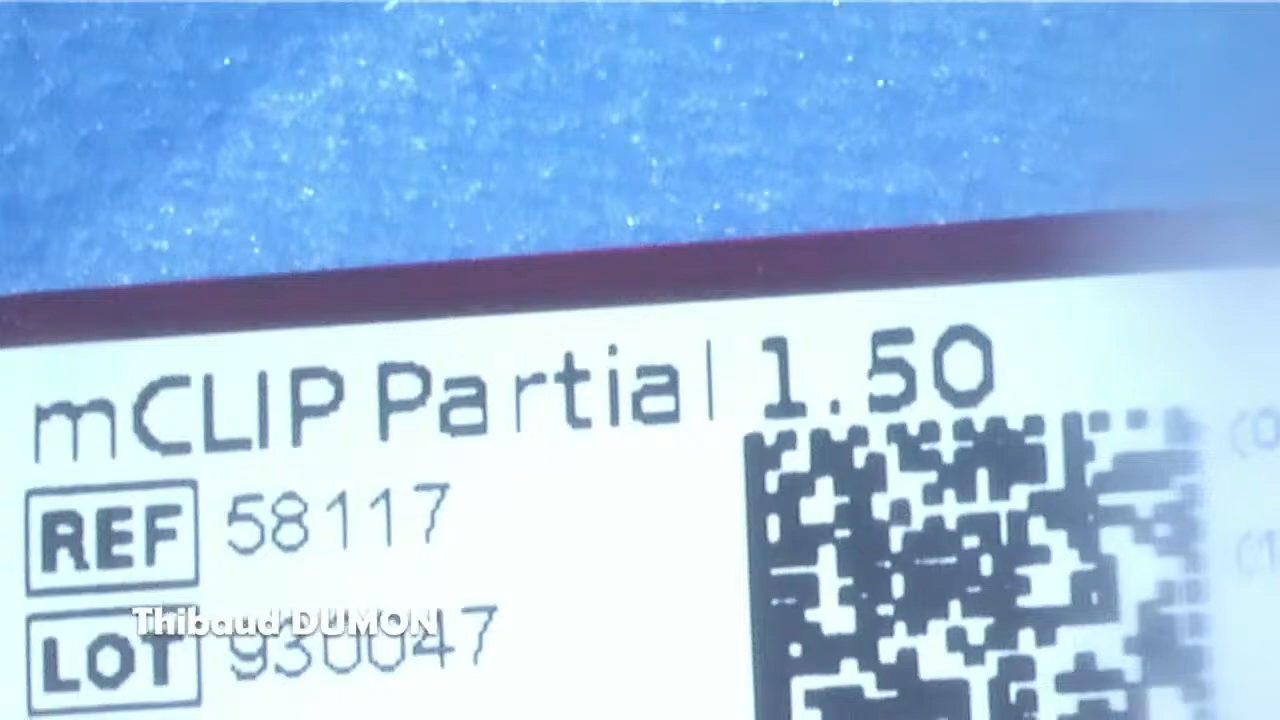 mCLIP Partial 1.50
REF 58117
Thibaud DUMON
LOT 930047